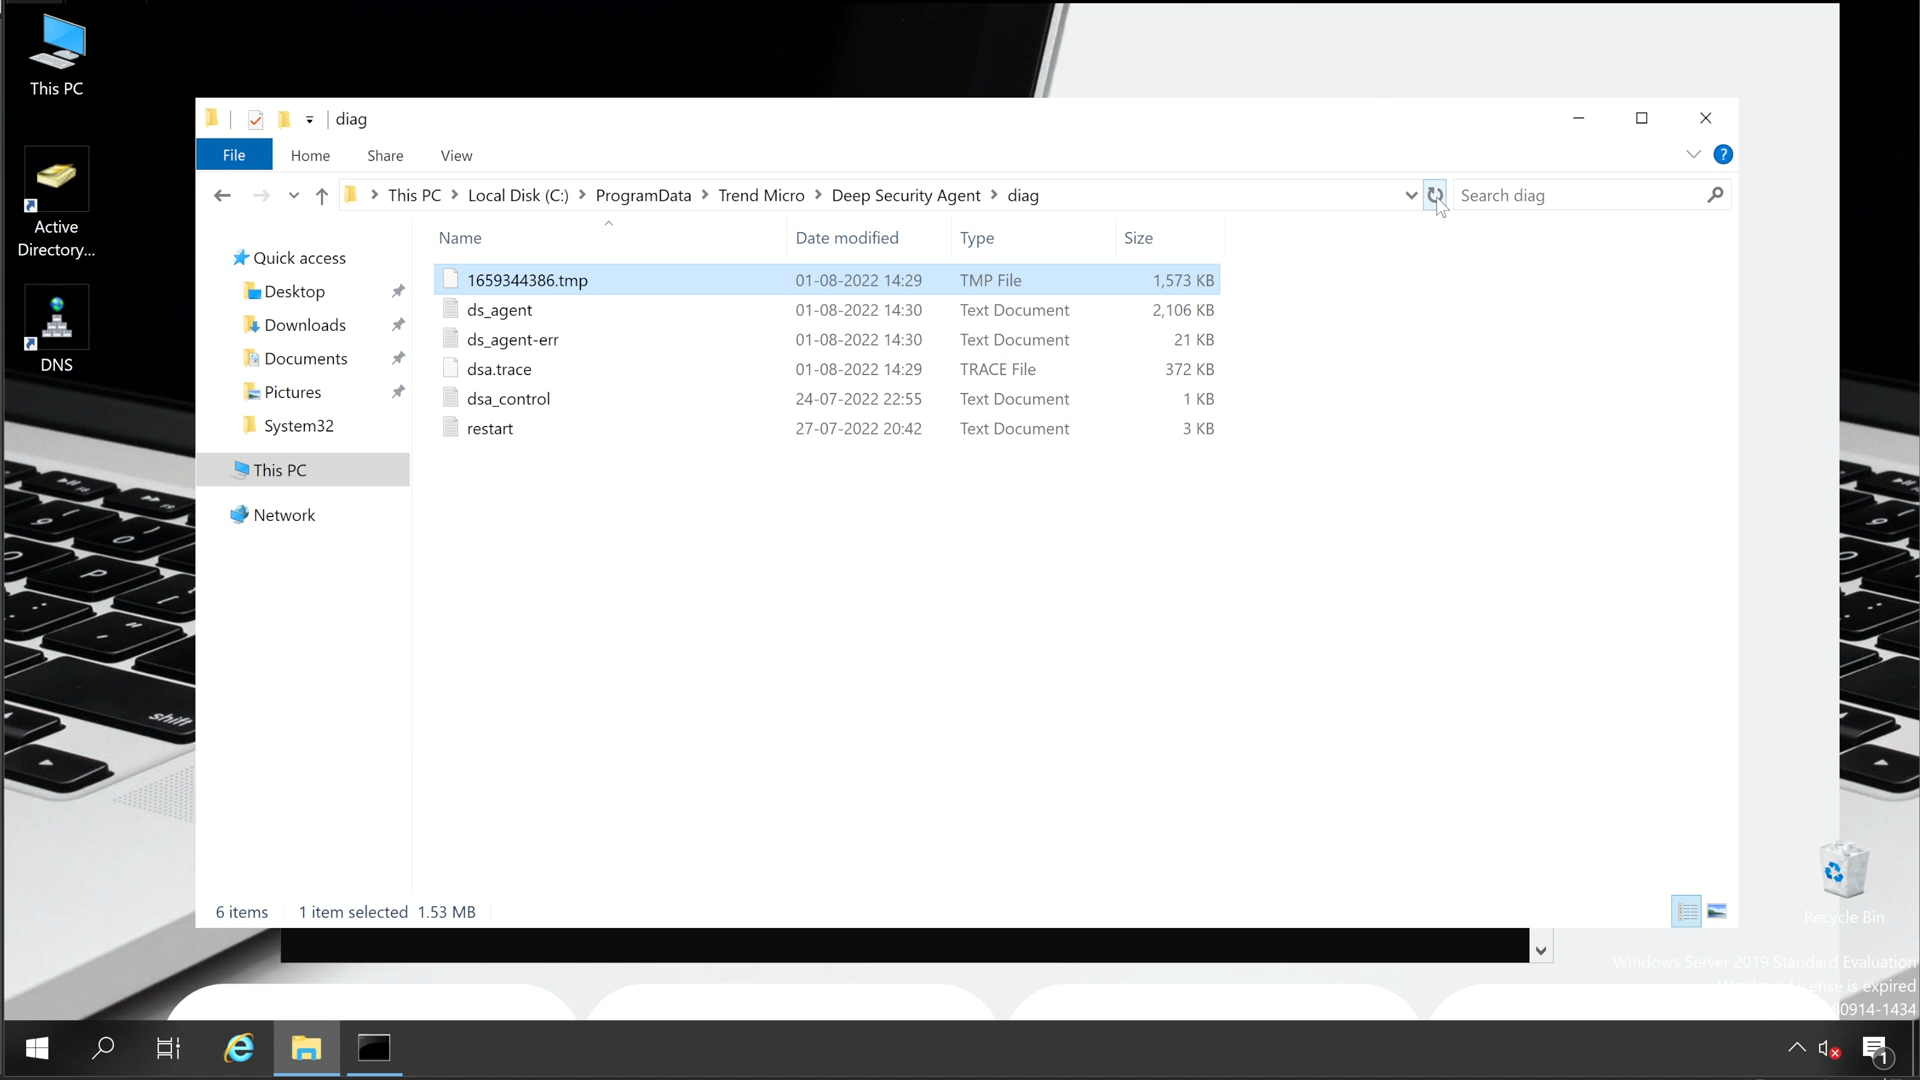 This PC
Active
Directory...
DNS
diag
File
Home
Share
View
This PC
Local Disk (C:)
ProgramData
Trend Micro
Deep Security Agent
diag
Search diag
Name
Date modified
Type
Size
Quick access
Desktop
Downloads
Documents
Pictures
System32
This PC
Network
1659344386.tmp 01-08-2022 14:29 TMP File 1,573 KB
ds_agent 01-08-2022 14:30 Text Document 2,106 KB
ds_agent-err 01-08-2022 14:30 Text Document 21 KB
dsa.trace 01-08-2022 14:29 TRACE File 372 KB
dsa_control 24-07-2022 22:55 Text Document 1 KB
restart 27-07-2022 20:42 Text Document 3 KB
6 items 1 item selected 1.53 MB
Recycle Bin
Windows Server 2019 Standard Evaluation
is expired
0914-1434
shift
1